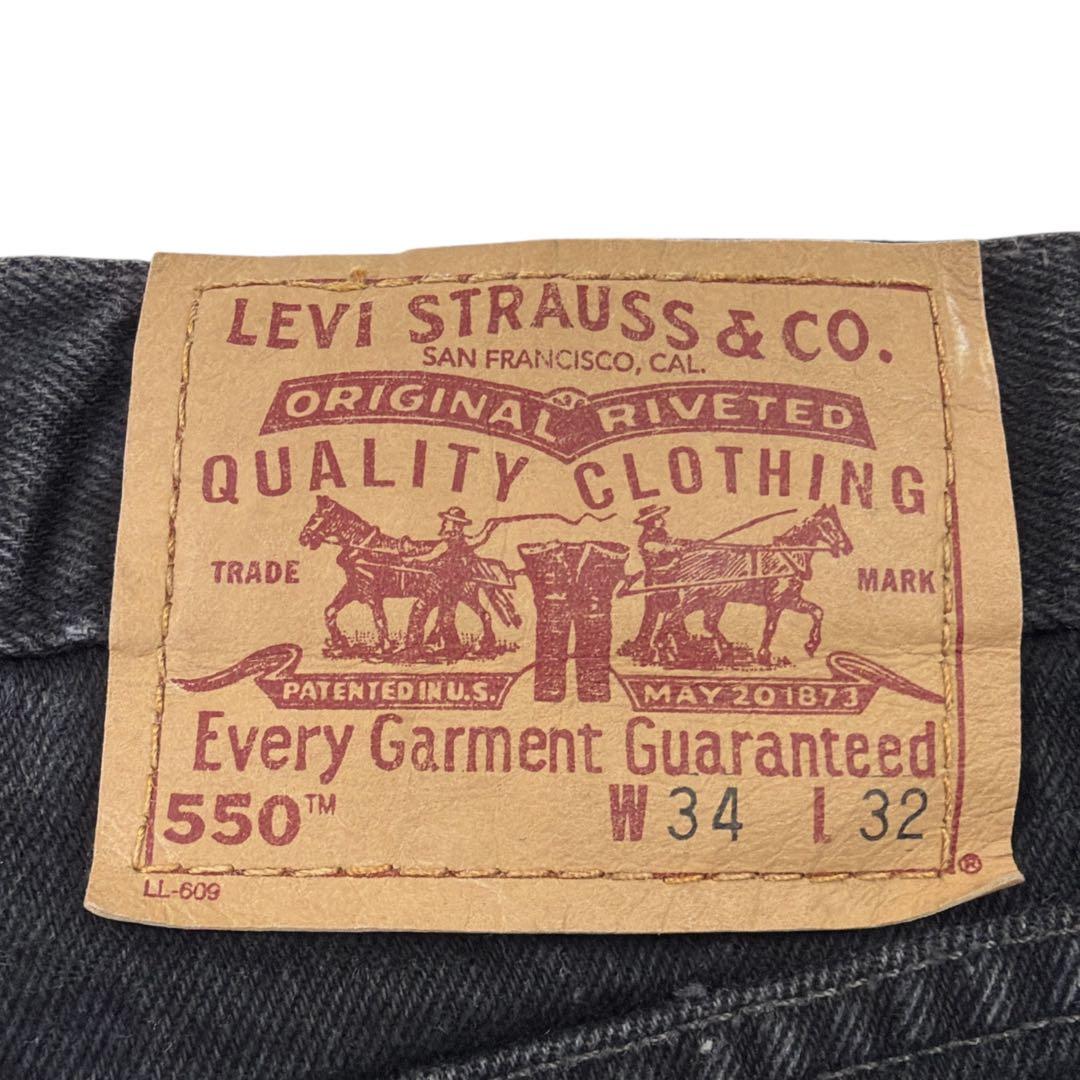 LEVI STRAUSS & CO.
SAN FRANCISCO, CAL.
ORIGINAL RIVETED
QUALITY CLOTHING
TRADE MARK
PATENTED IN U.S. MAY 20 1873
Every Garment Guaranteed
550™ W 34 L 32
LL-609 ®